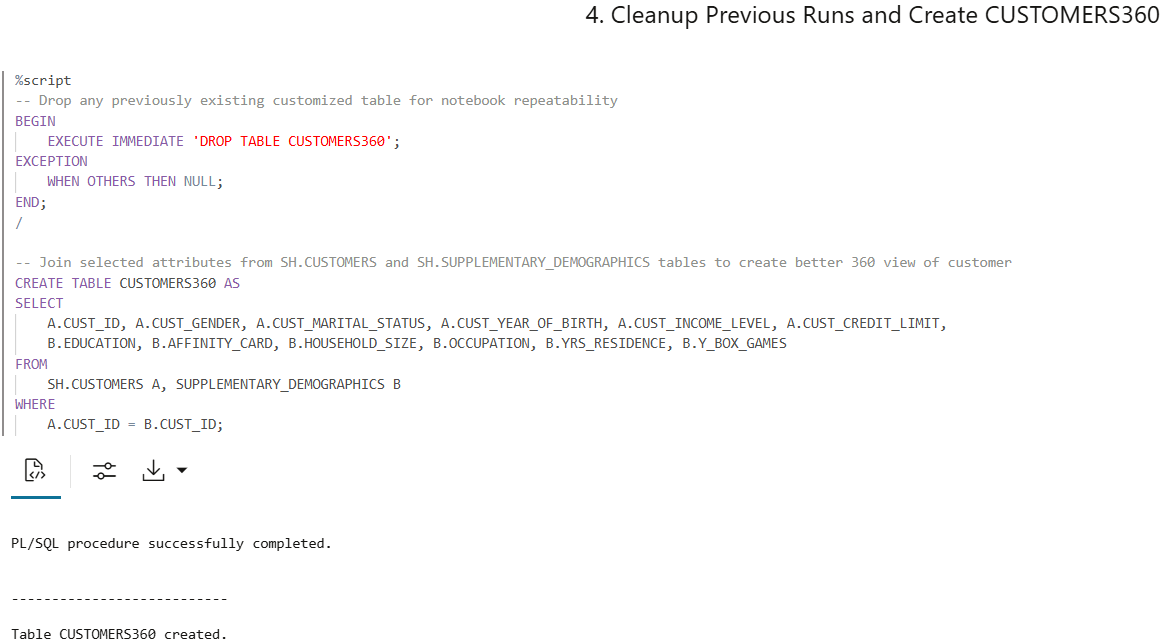 4. Cleanup Previous Runs and Create CUSTOMERS360
%script
-- Drop any previously existing customized table for notebook repeatability
BEGIN
EXECUTE IMMEDIATE 'DROP TABLE CUSTOMERS360';
EXCEPTION
WHEN OTHERS THEN NULL;
END;
/
-- Join selected attributes from SH.CUSTOMERS and SH.SUPPLEMENTARY_DEMOGRAPHICS tables to create better 360 view of customer
CREATE TABLE CUSTOMERS360 AS
SELECT
A.CUST_ID, A.CUST_GENDER, A.CUST_MARITAL_STATUS, A.CUST_YEAR_OF_BIRTH, A.CUST_INCOME_LEVEL, A.CUST_CREDIT_LIMIT,
B.EDUCATION, B.AFFINITY_CARD, B.HOUSEHOLD_SIZE, B.OCCUPATION, B.YRS_RESIDENCE, B.Y_BOX_GAMES
FROM
SH.CUSTOMERS A, SUPPLEMENTARY_DEMOGRAPHICS B
WHERE
A.CUST_ID = B.CUST_ID;
PL/SQL procedure successfully completed.
---------------------------
Table CUSTOMERS360 created.